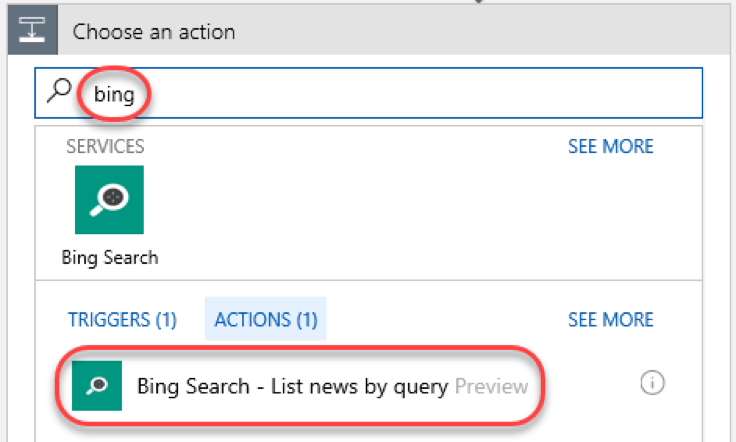 Choose an action
bing
SERVICES SEE MORE
Bing Search
TRIGGERS (1) ACTIONS (1) SEE MORE
Bing Search - List news by query Preview